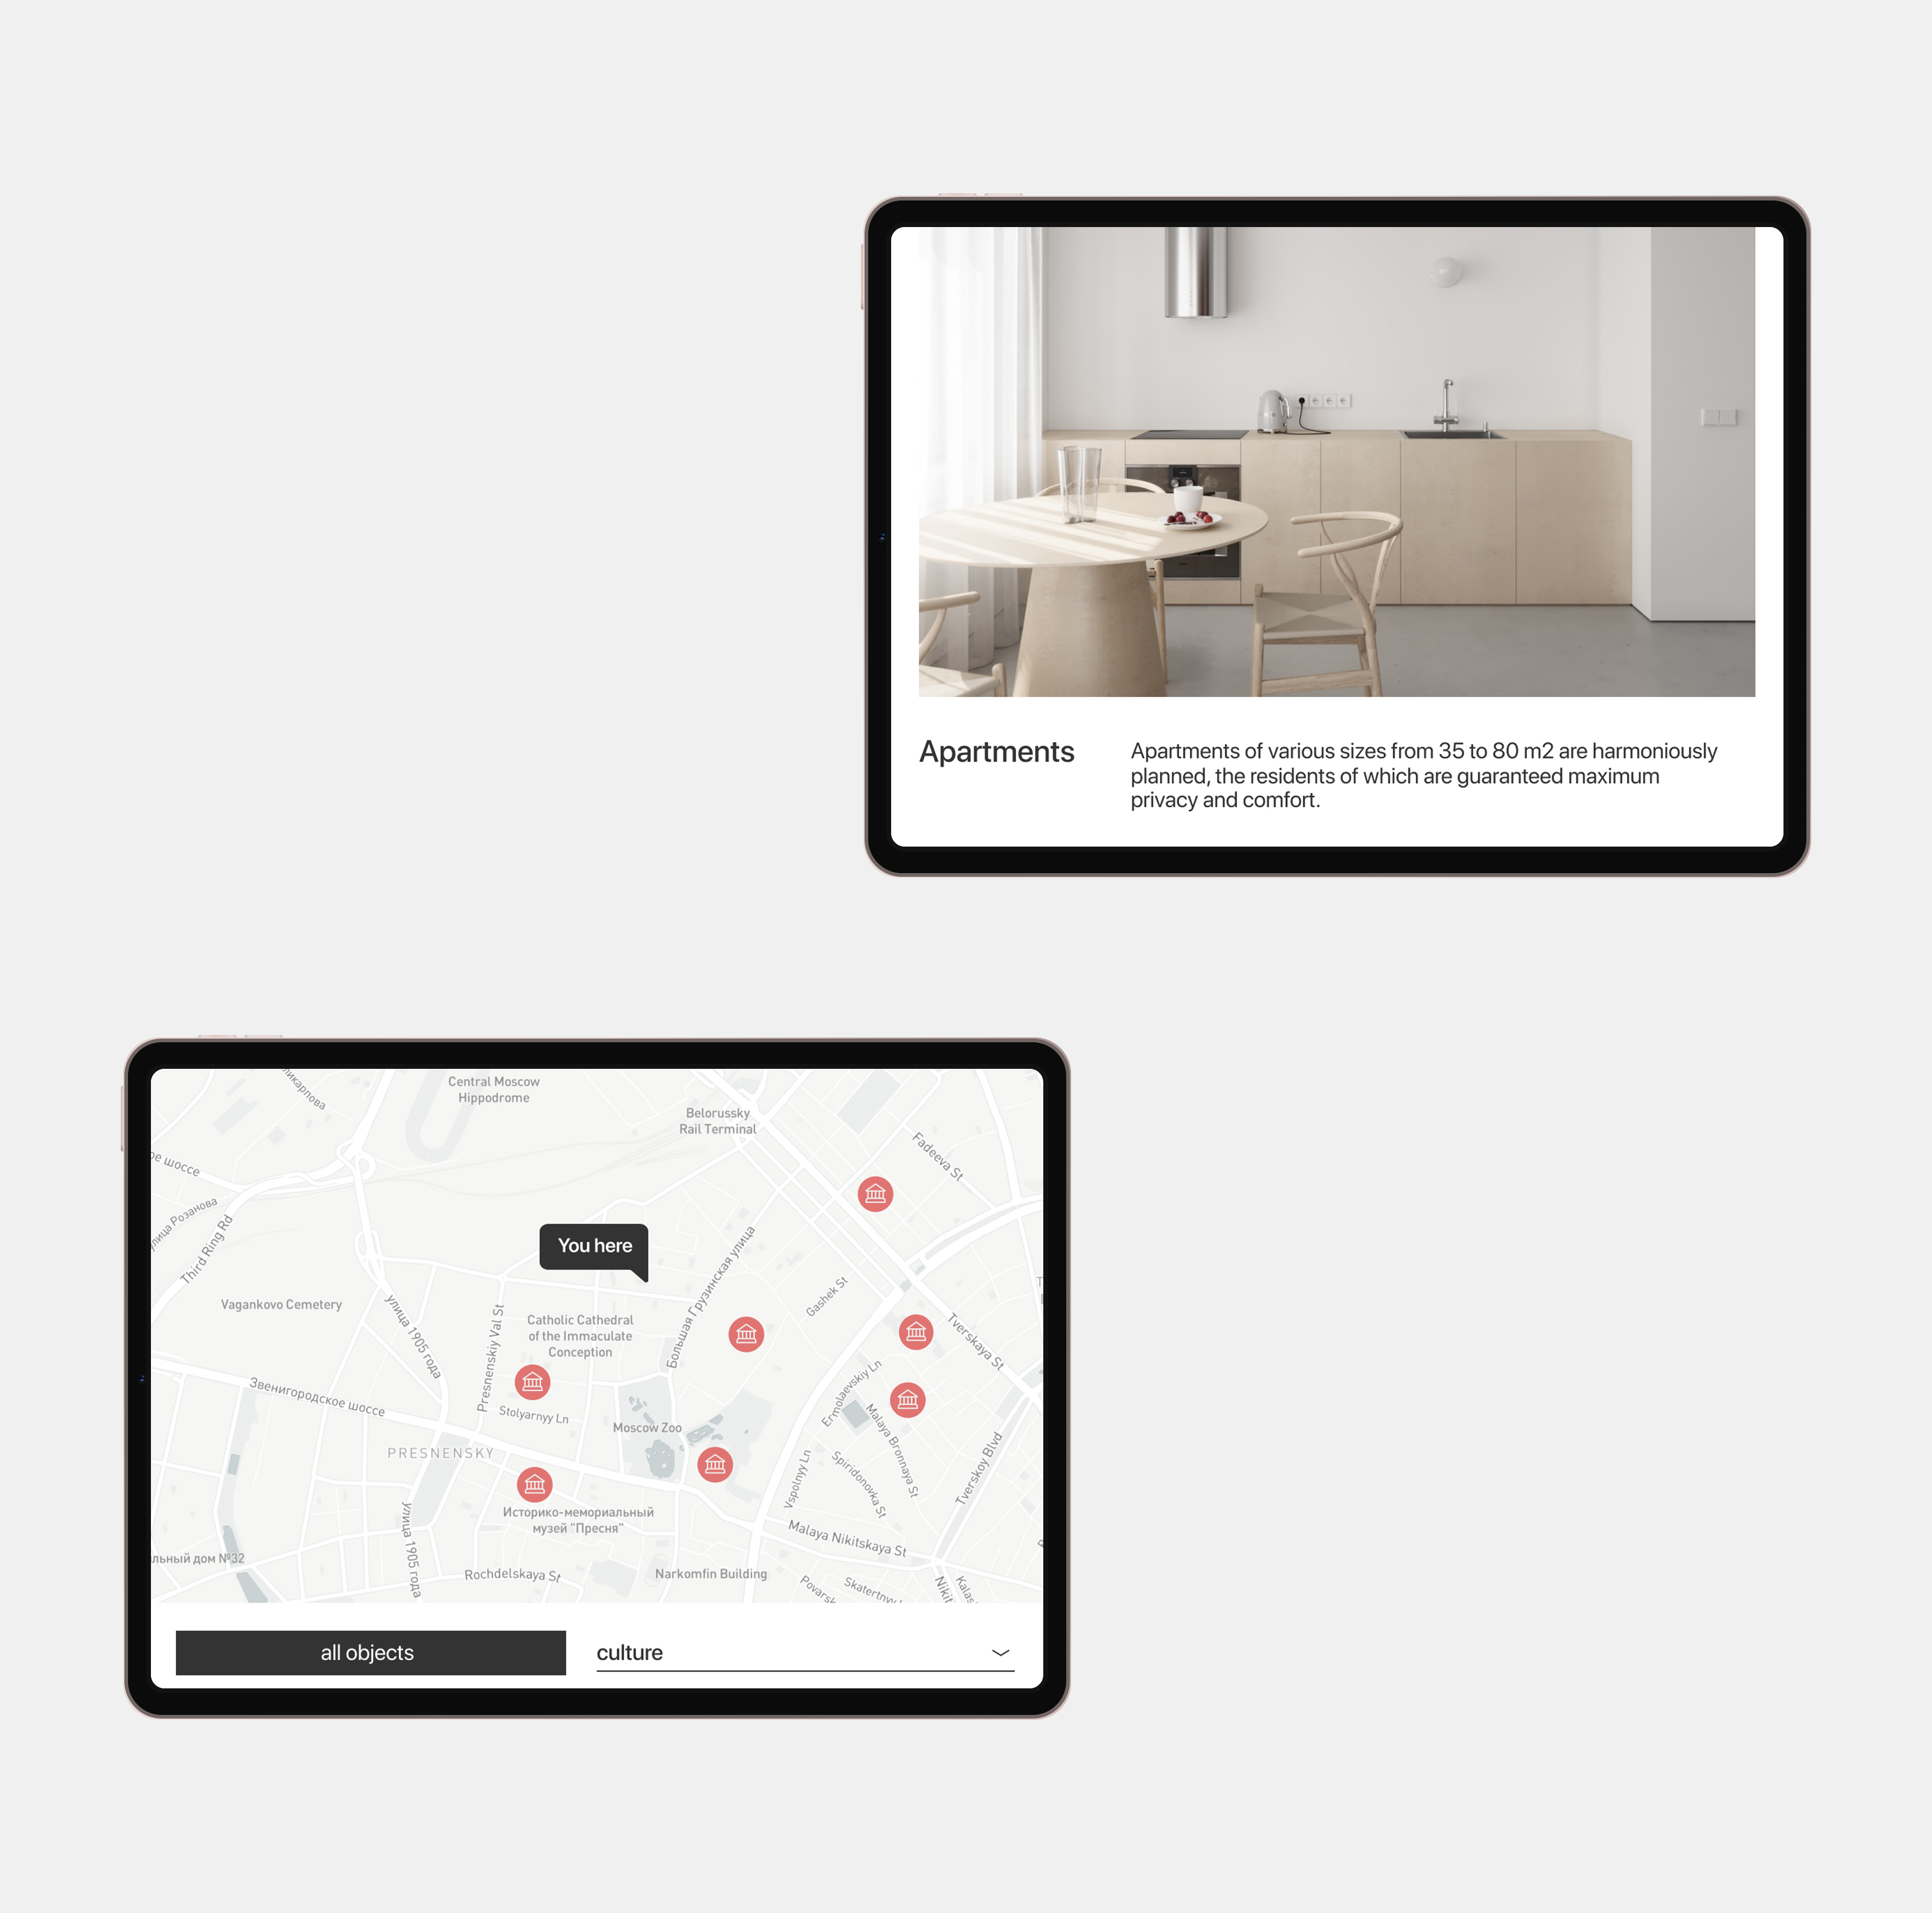 Apartments
Apartments of various sizes from 35 to 80 m2 are harmoniously
planned, the residents of which are guaranteed maximum
privacy and comfort.
ликарпова
Central Moscow
Hippodrome
Belorussky
Rail Terminal
Fadeeva St
ое шоссе
улица Розанова
Third Ring Rd
You here
Большая Грузинская улица
Gashek St
Vagankovo Cemetery
улица 1905 года
Presnenskiy Val St
Catholic Cathedral
of the Immaculate
Conception
Tverskaya St
Звенигородское шоссе
Stolyarnyy Ln
Ermolaevskiy Ln
Malaya Bronnaya St
Moscow Zoo
PRESNENSKY
Vspolnyy Ln
Spiridonovka St
Tverskoy Blvd
Историко-мемориальный
музей "Пресня"
улица 1905 года
Malaya Nikitskaya St
льный дом №32
Rochdelskaya St
Narkomfin Building
Povarsk
Skatertnyy
Nikit
Kalas
all objects
culture